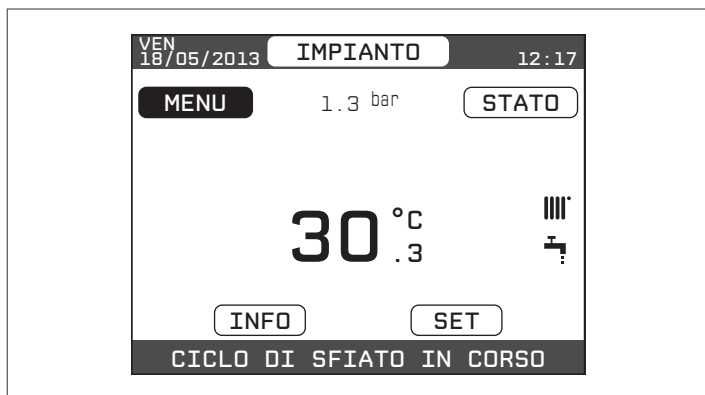 VEN
18/05/2013 IMPIANTO 12:17
MENU 1.3 bar STATO
30.3 °C
INFO SET
CICLO DI SFIATO IN CORSO